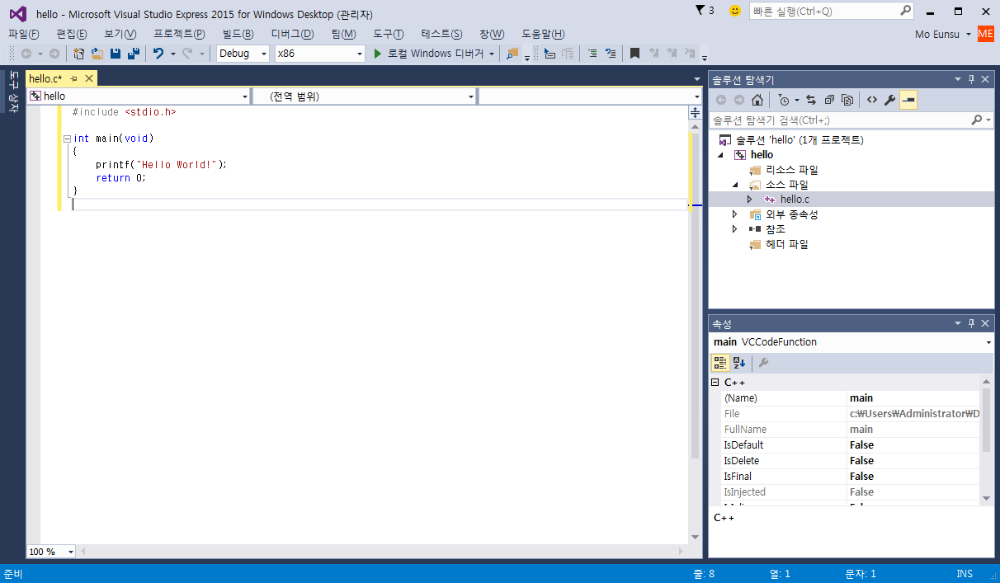 hello - Microsoft Visual Studio Express 2015 for Windows Desktop (관리자)
3
빠른 실행(Ctrl+Q)
파일(F) 편집(E) 보기(V) 프로젝트(P) 빌드(B) 디버그(D) 팀(M) 도구(T) 테스트(S) 창(W) 도움말(H)
Mo Eunsu ME
Debug x86 로컬 Windows 디버거
도구 상자
hello.c*
hello (전역 범위)
#include <stdio.h>
int main(void)
{
printf("Hello World!");
return 0;
}
100 %
솔루션 탐색기
솔루션 탐색기 검색(Ctrl+;)
솔루션 'hello' (1개 프로젝트)
hello
리소스 파일
소스 파일
hello.c
외부 종속성
참조
헤더 파일
속성
main VCCodeFunction
C++
(Name) main
File c:₩Users₩Administrator₩D
FullName main
IsDefault False
IsDelete False
IsFinal False
IsInjected False
C++
준비 줄: 8 열: 1 문자: 1 INS